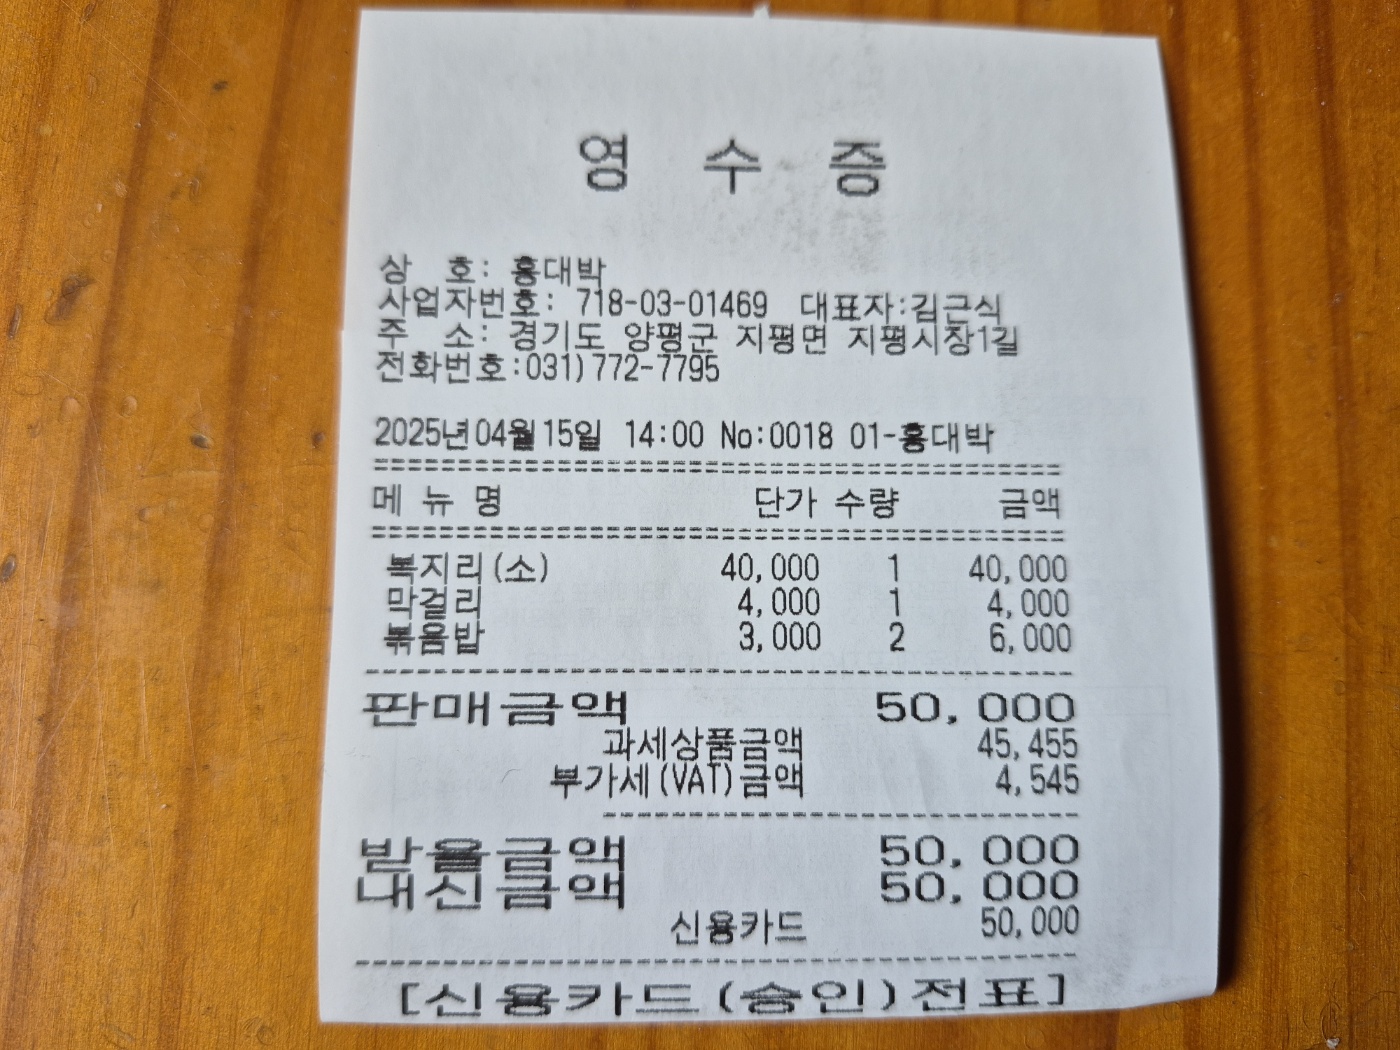 영 수 증
상 호: 홍대박
사업자번호: 718-03-01469 대표자:김근식
주 소: 경기도 양평군 지평면 지평시장1길
전화번호:031)772-7795
2025년04월15일 14:00 No:0018 01-홍대박
메 뉴 명 단가 수량 금액
복지리(소) 40,000 1 40,000
막걸리 4,000 1 4,000
볶음밥 3,000 2 6,000
판매금액 50,000
과세상품금액 45,455
부가세(VAT)금액 4,545
받을금액 50,000
내신금액 50,000
신용카드 50,000
[신용카드(승인)전표]